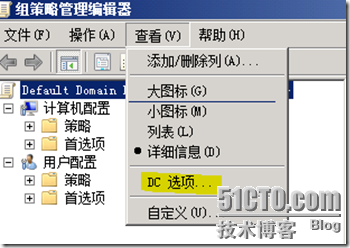 组策略管理编辑器
文件(F) 操作(A) 查看(V) 帮助(H)
添加/删除列(A)...
Default Domain
大图标(G)
计算机配置
小图标(M)
策略
列表(L)
首选项
详细信息(D)
用户配置
策略
DC 选项...
首选项
自定义(U)...
51CTO.com
技术博客 Blog